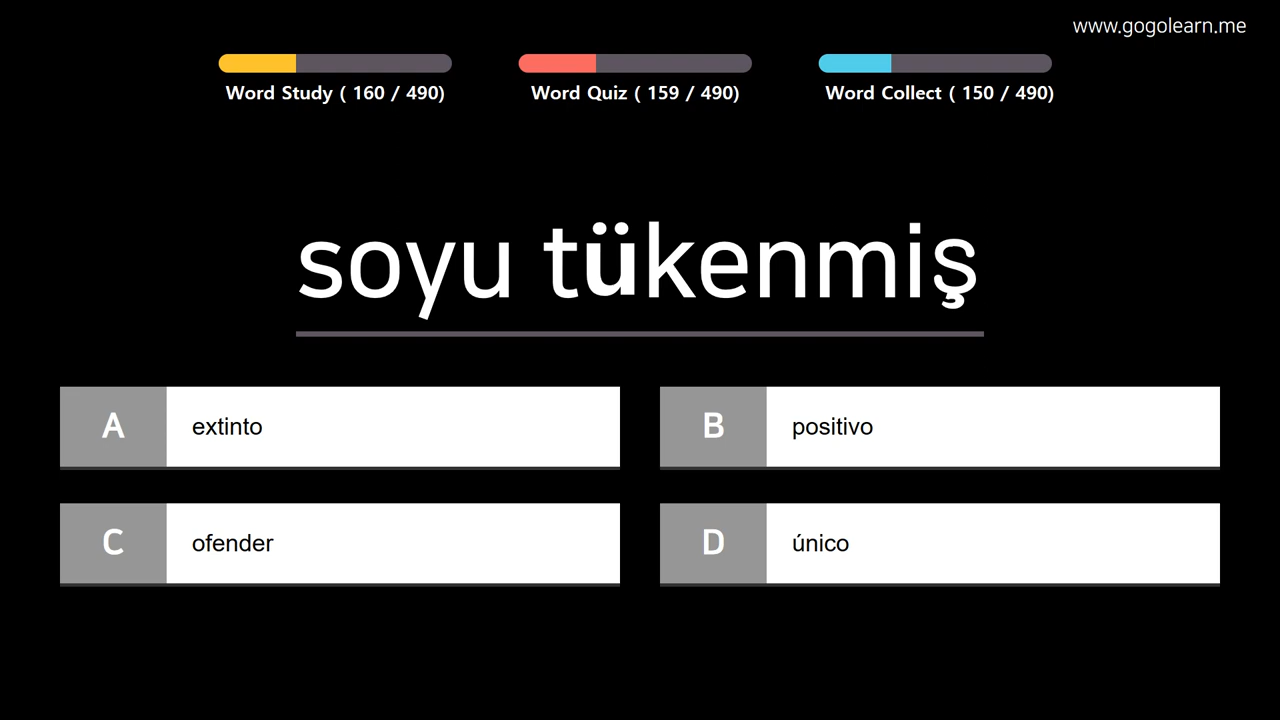 www.gogolearn.me
Word Study ( 160 / 490)
Word Quiz ( 159 / 490)
Word Collect ( 150 / 490)
soyu tükenmiş
A extinto
B positivo
C ofender
D único